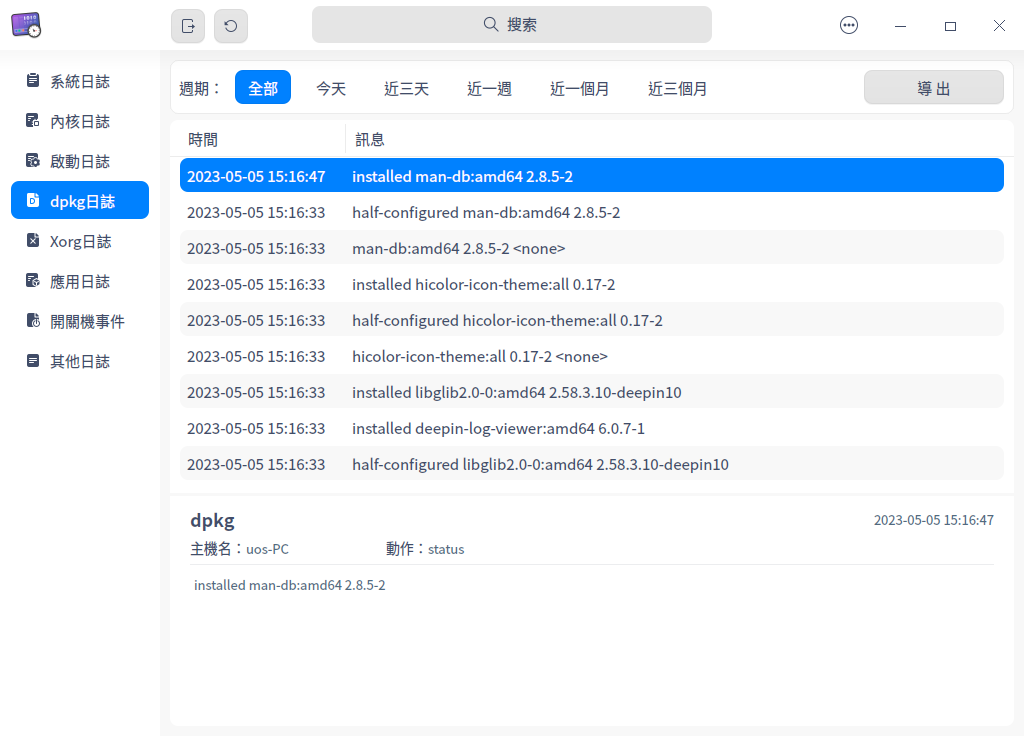 搜索
系統日誌
內核日誌
啟動日誌
dpkg日誌
Xorg日誌
應用日誌
開關機事件
其他日誌
週期： 全部 今天 近三天 近一週 近一個月 近三個月 導出
時間 訊息
2023-05-05 15:16:47 installed man-db:amd64 2.8.5-2
2023-05-05 15:16:33 half-configured man-db:amd64 2.8.5-2
2023-05-05 15:16:33 man-db:amd64 2.8.5-2 <none>
2023-05-05 15:16:33 installed hicolor-icon-theme:all 0.17-2
2023-05-05 15:16:33 half-configured hicolor-icon-theme:all 0.17-2
2023-05-05 15:16:33 hicolor-icon-theme:all 0.17-2 <none>
2023-05-05 15:16:33 installed libglib2.0-0:amd64 2.58.3.10-deepin10
2023-05-05 15:16:33 installed deepin-log-viewer:amd64 6.0.7-1
2023-05-05 15:16:33 half-configured libglib2.0-0:amd64 2.58.3.10-deepin10
dpkg 2023-05-05 15:16:47
主機名：uos-PC 動作：status
installed man-db:amd64 2.8.5-2